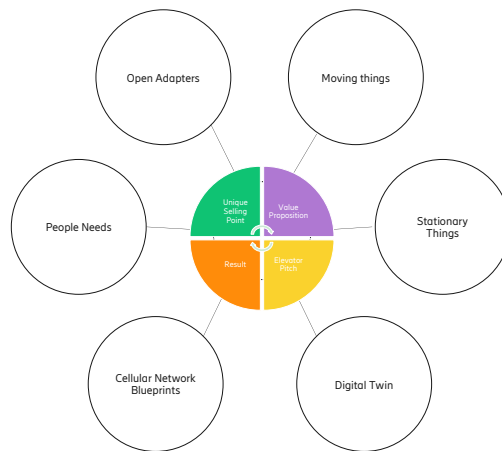 Open Adapters
Moving things
Unique
Selling
Point
Value
Proposition
People Needs
Stationary
Things
Result
Elevator
Pitch
Cellular Network
Blueprints
Digital Twin